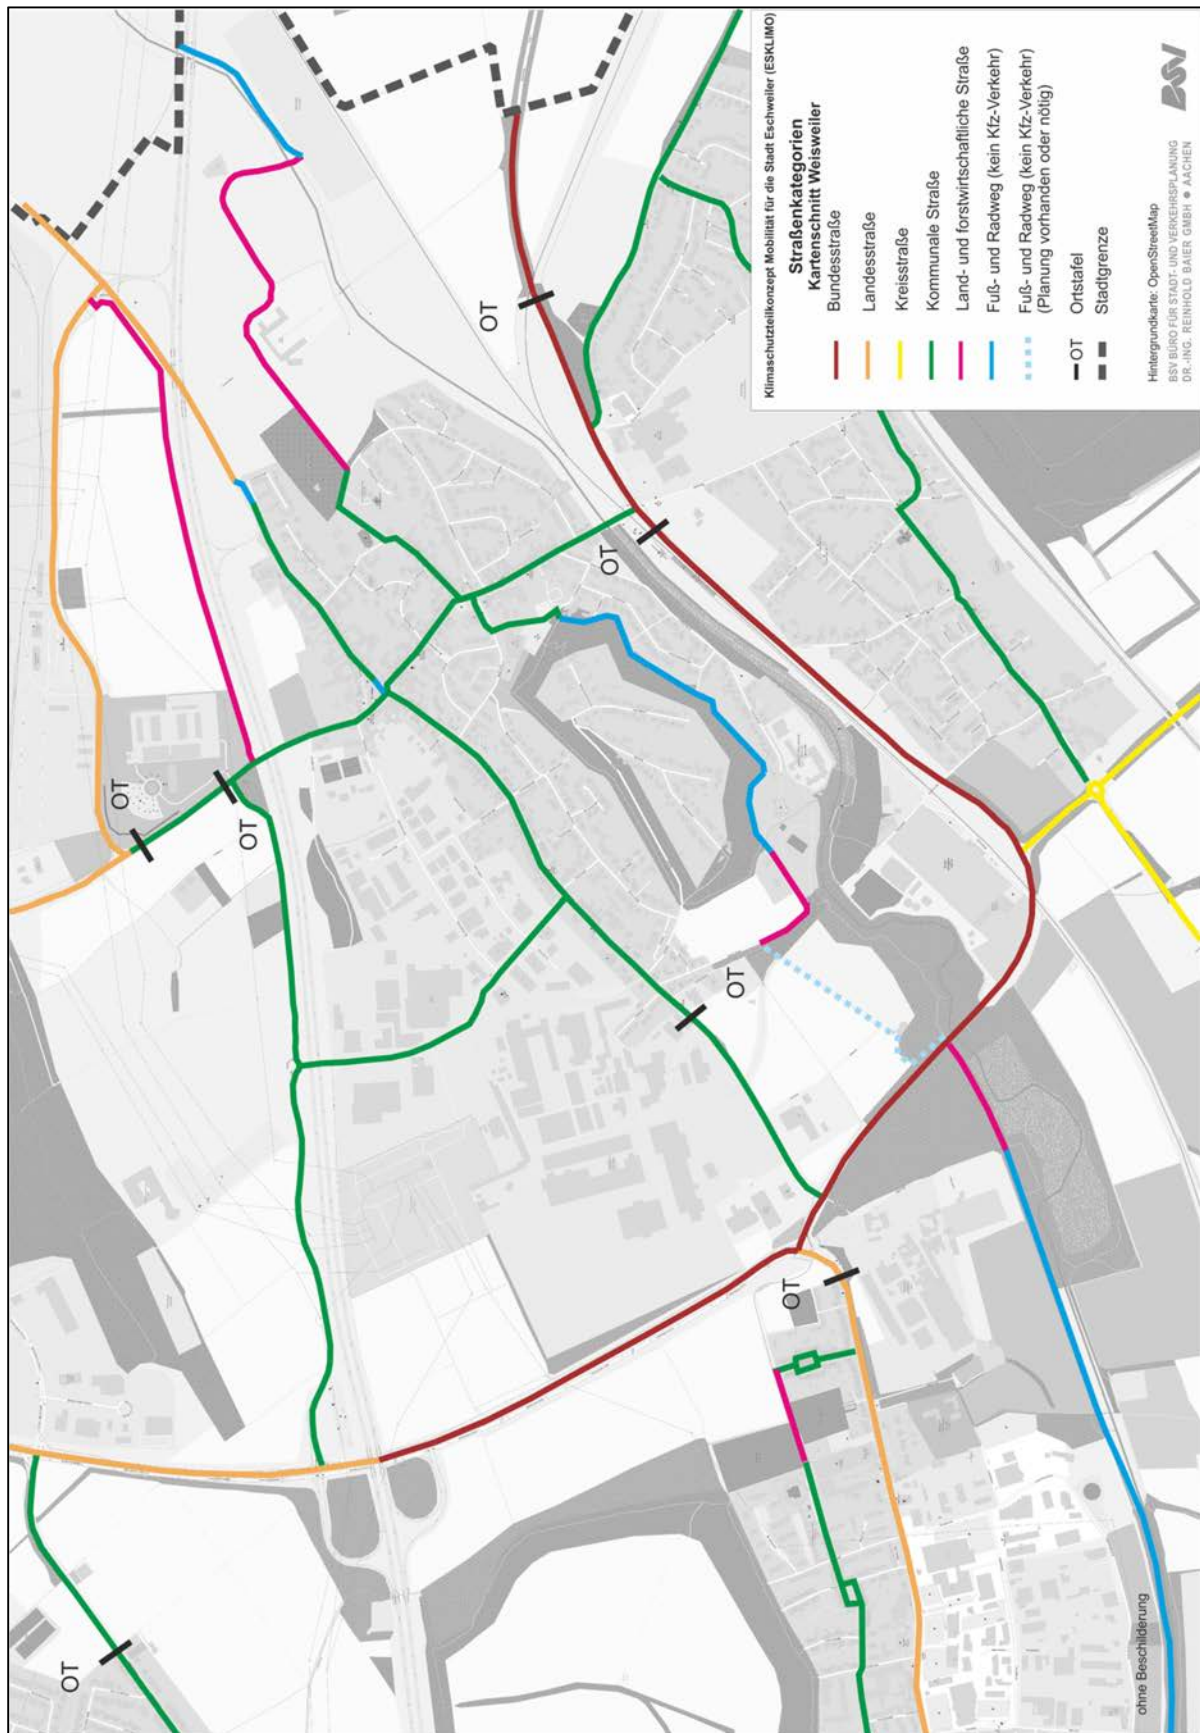 Klimaschutzteilkonzept Mobilität für die Stadt Eschweiler (ESKLIMO)
Straßenkategorien
Kartenschnitt Weisweiler
Bundesstraße
Landesstraße
Kreisstraße
Kommunale Straße
Land- und forstwirtschaftliche Straße
Fuß- und Radweg (kein Kfz-Verkehr)
Fuß- und Radweg (kein Kfz-Verkehr)
(Planung vorhanden oder nötig)
OT Ortstafel
Stadtgrenze
Hintergrundkarte: OpenStreetMap
BSV BÜRO FÜR STADT- UND VERKEHRSPLANUNG
DR.-ING. REINHOLD BAIER GMBH ● AACHEN
BSV
OT
OT
OT
OT
OT
OT
OT
ohne Beschilderung